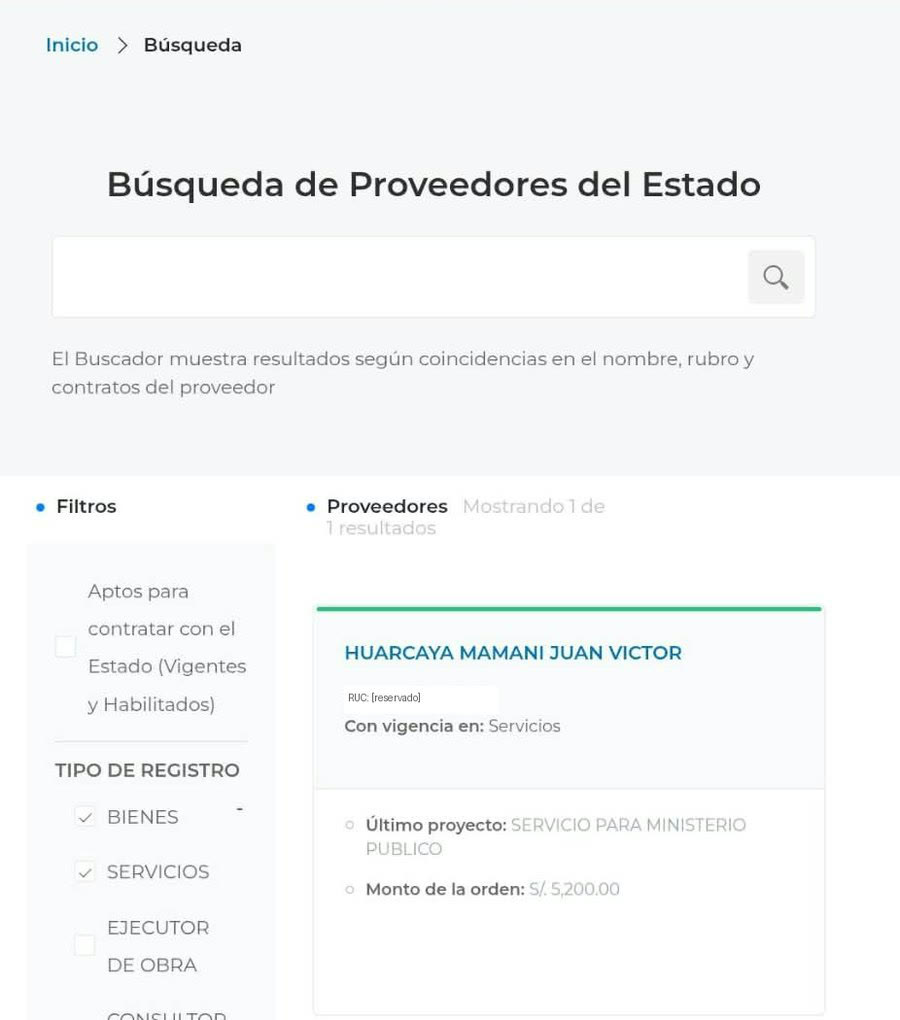 Inicio > Búsqueda
Búsqueda de Proveedores del Estado
El Buscador muestra resultados según coincidencias en el nombre, rubro y
contratos del proveedor
Filtros
Aptos para
contratar con el
Estado (Vigentes
y Habilitados)
TIPO DE REGISTRO
BIENES -
SERVICIOS
EJECUTOR
DE OBRA
CONSULTOR
Proveedores Mostrando 1 de
1 resultados
HUARCAYA MAMANI JUAN VICTOR
RUC: [reservado]
Con vigencia en: Servicios
Último proyecto: SERVICIO PARA MINISTERIO
PUBLICO
Monto de la orden: S/. 5,200.00